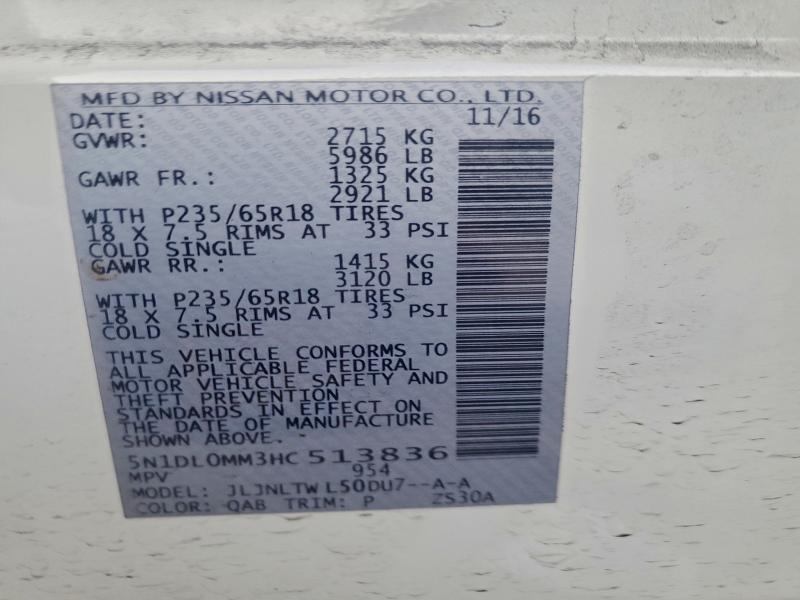 MFD BY NISSAN MOTOR CO., LTD.
DATE: 11/16
GVWR: 2715 KG
5986 LB
GAWR FR.: 1325 KG
2921 LB
WITH P235/65R18 TIRES
18 X 7.5 RIMS AT 33 PSI
COLD SINGLE
GAWR RR.: 1415 KG
3120 LB
WITH P235/65R18 TIRES
18 X 7.5 RIMS AT 33 PSI
COLD SINGLE
THIS VEHICLE CONFORMS TO
ALL APPLICABLE FEDERAL
MOTOR VEHICLE SAFETY AND
THEFT PREVENTION
STANDARDS IN EFFECT ON
THE DATE OF MANUFACTURE
SHOWN ABOVE.
5N1DL0MM3HC 513836
MPV 954
MODEL: JLJNLTW L50DU7--A-A
COLOR: QAB TRIM: P ZS30A